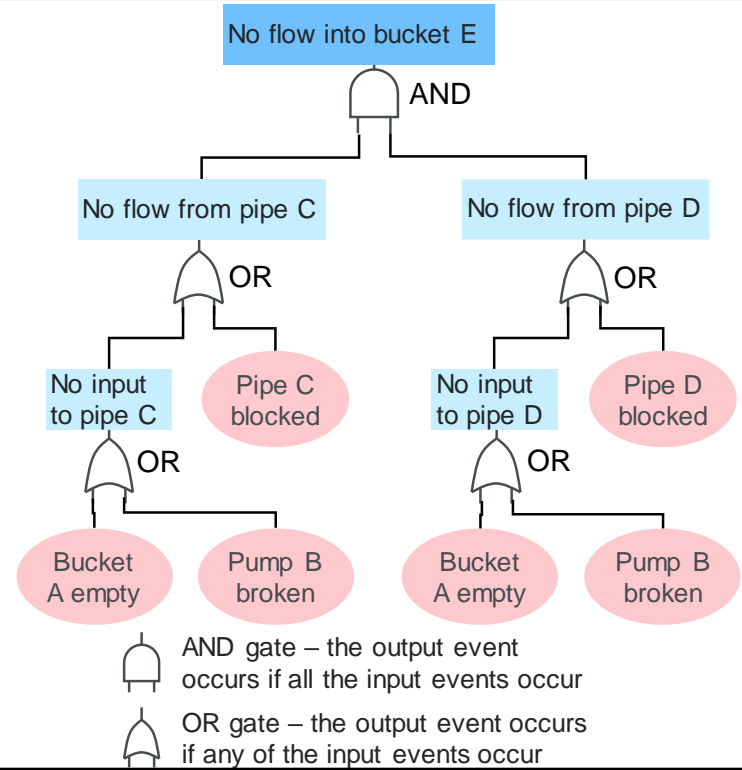 No flow into bucket E
AND
No flow from pipe C
No flow from pipe D
OR
OR
No input
to pipe C
Pipe C
blocked
No input
to pipe D
Pipe D
blocked
OR
OR
Bucket
A empty
Pump B
broken
Bucket
A empty
Pump B
broken
AND gate – the output event
occurs if all the input events occur
OR gate – the output event occurs
if any of the input events occur